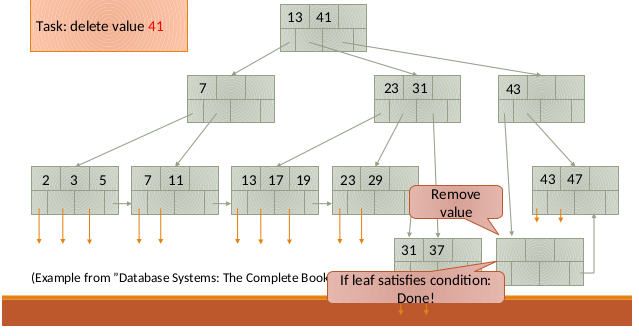 Task: delete value 41
13 41
7
23 31
43
2 3 5
7 11
13 17 19
23 29
43 47
Remove
value
31 37
(Example from ”Database Systems: The Complete Book
If leaf satisfies condition:
Done!